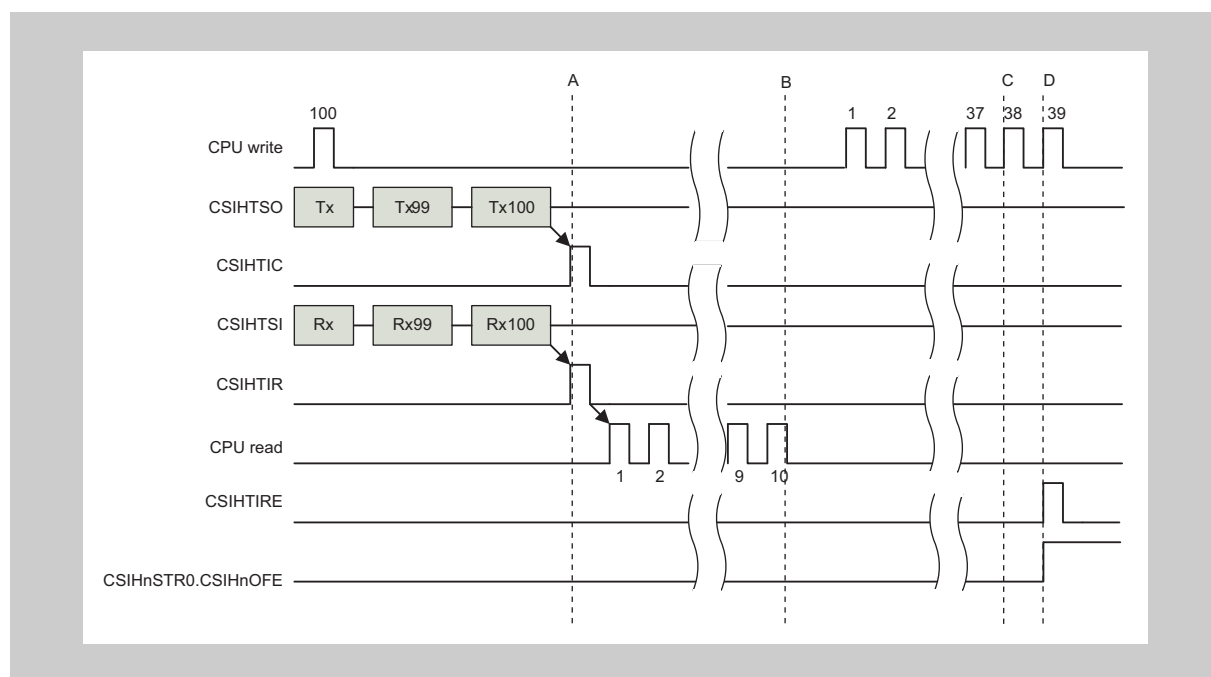 A B C D
100 1 2 37 38 39
CPU write
CSIHTSO Tx Tx99 Tx100
CSIHTIC
CSIHTSI Rx Rx99 Rx100
CSIHTIR
CPU read
1 2 9 10
CSIHTIRE
CSIHnSTR0.CSIHnOFE